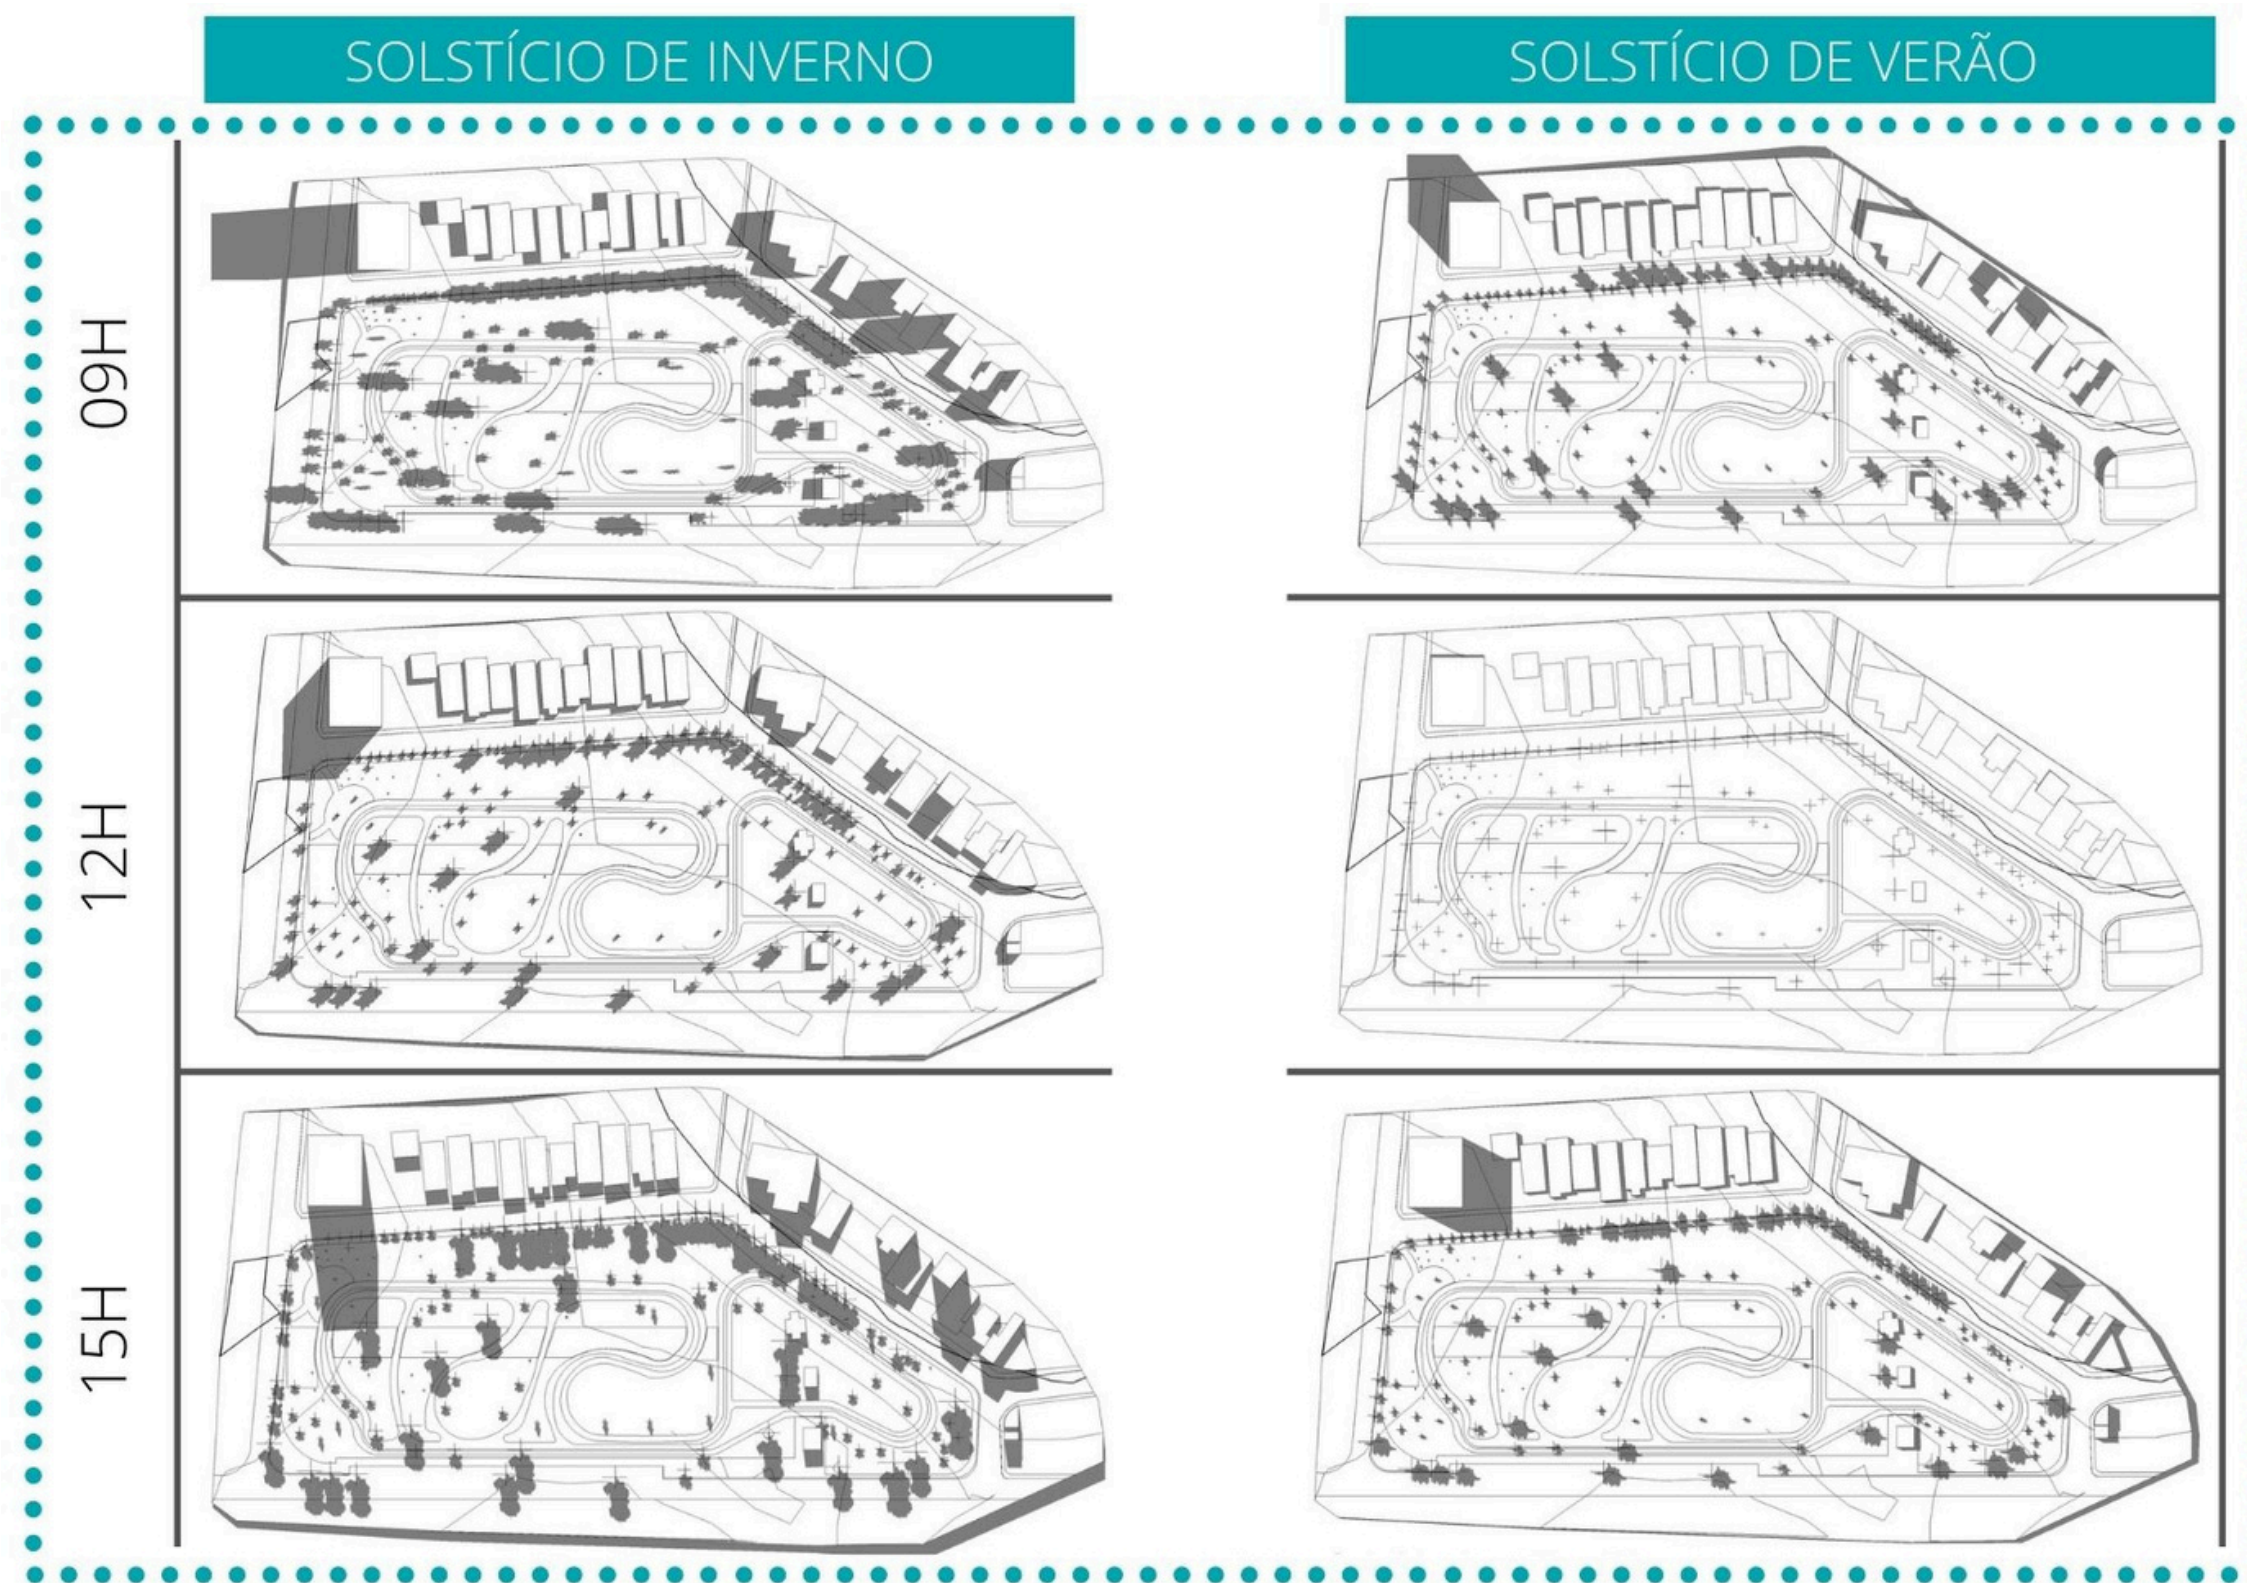 SOLSTÍCIO DE INVERNO
SOLSTÍCIO DE VERÃO
09H
12H
15H